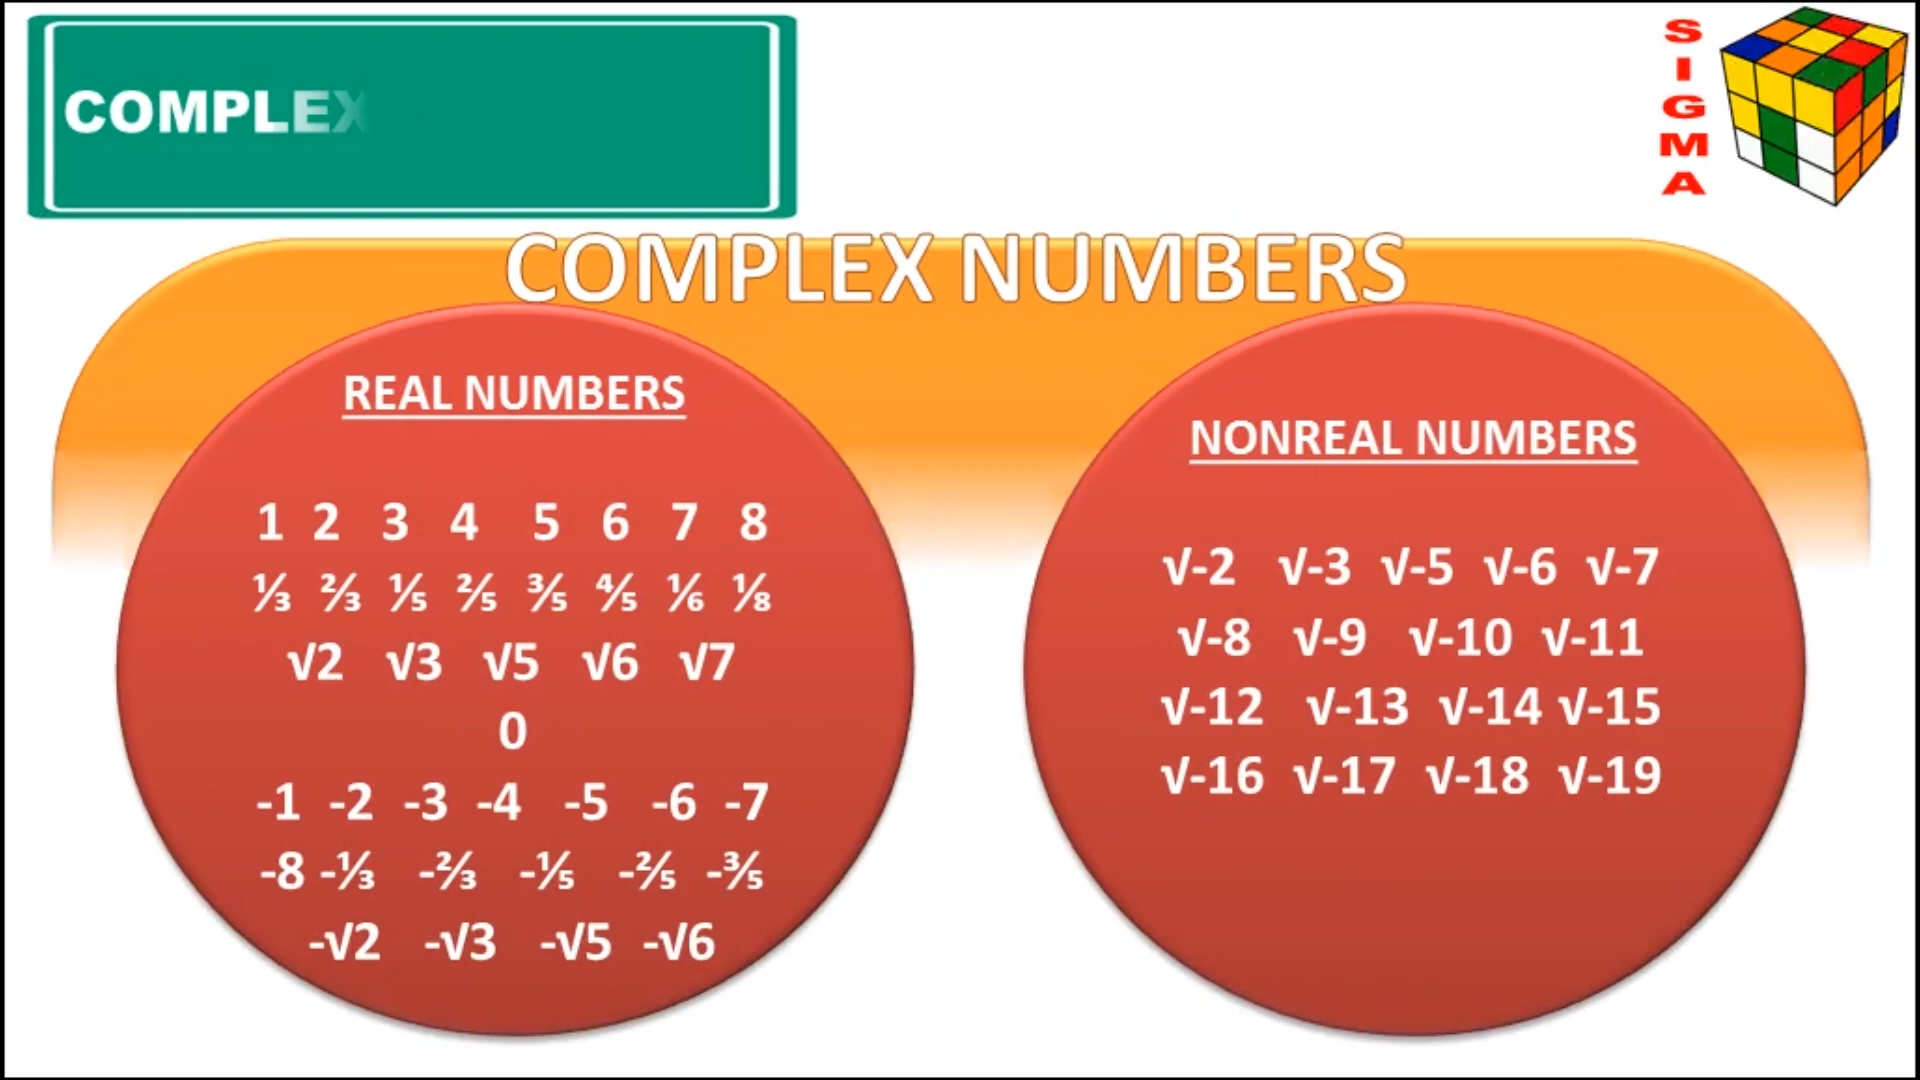 COMPLEX
SIGMA
COMPLEX NUMBERS
REAL NUMBERS
1 2 3 4 5 6 7 8
⅓ ⅔ ⅕ ⅖ ⅗ ⅘ ⅙ ⅛
√2 √3 √5 √6 √7
0
-1 -2 -3 -4 -5 -6 -7
-8 -⅓ -⅔ -⅕ -⅖ -⅗
-√2 -√3 -√5 -√6
NONREAL NUMBERS
√-2 √-3 √-5 √-6 √-7
√-8 √-9 √-10 √-11
√-12 √-13 √-14 √-15
√-16 √-17 √-18 √-19